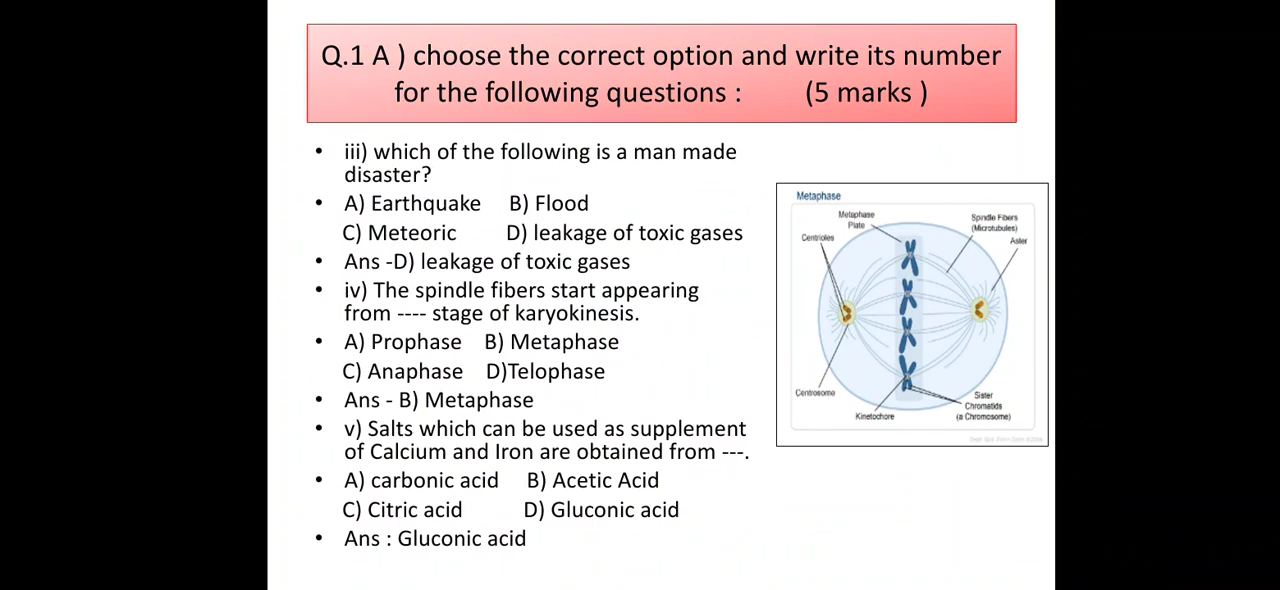 Q.1 A ) choose the correct option and write its number
for the following questions : (5 marks )
• iii) which of the following is a man made
disaster?
• A) Earthquake B) Flood
C) Meteoric D) leakage of toxic gases
• Ans -D) leakage of toxic gases
• iv) The spindle fibers start appearing
from ---- stage of karyokinesis.
• A) Prophase B) Metaphase
C) Anaphase D)Telophase
• Ans - B) Metaphase
• v) Salts which can be used as supplement
of Calcium and Iron are obtained from ---.
• A) carbonic acid B) Acetic Acid
C) Citric acid D) Gluconic acid
• Ans : Gluconic acid
Metaphase
Metaphase
Plate
Spindle Fibers
(Microtubules)
Centrioles
Aster
Centrosome
Kinetochore
Sister
Chromatids